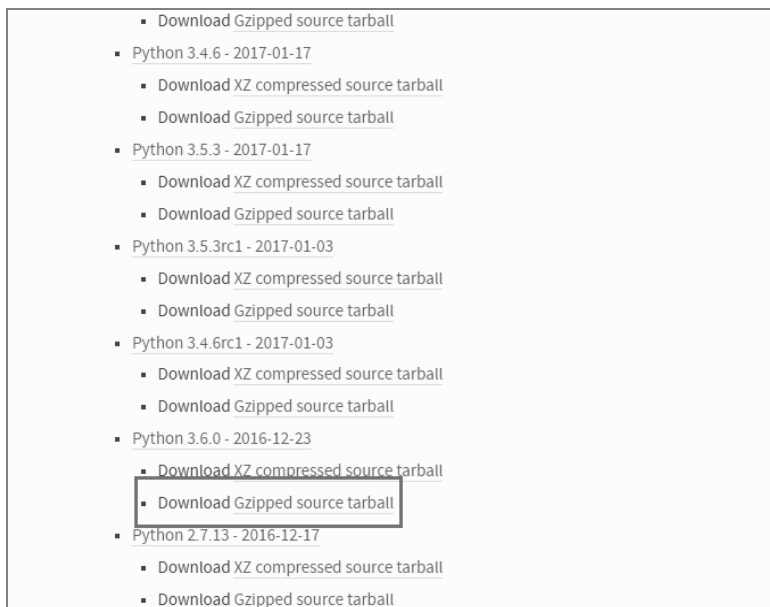 Download Gzipped source tarball
Python 3.4.6 - 2017-01-17
Download XZ compressed source tarball
Download Gzipped source tarball
Python 3.5.3 - 2017-01-17
Download XZ compressed source tarball
Download Gzipped source tarball
Python 3.5.3rc1 - 2017-01-03
Download XZ compressed source tarball
Download Gzipped source tarball
Python 3.4.6rc1 - 2017-01-03
Download XZ compressed source tarball
Download Gzipped source tarball
Python 3.6.0 - 2016-12-23
Download XZ compressed source tarball
Download Gzipped source tarball
Python 2.7.13 - 2016-12-17
Download XZ compressed source tarball
Download Gzipped source tarball